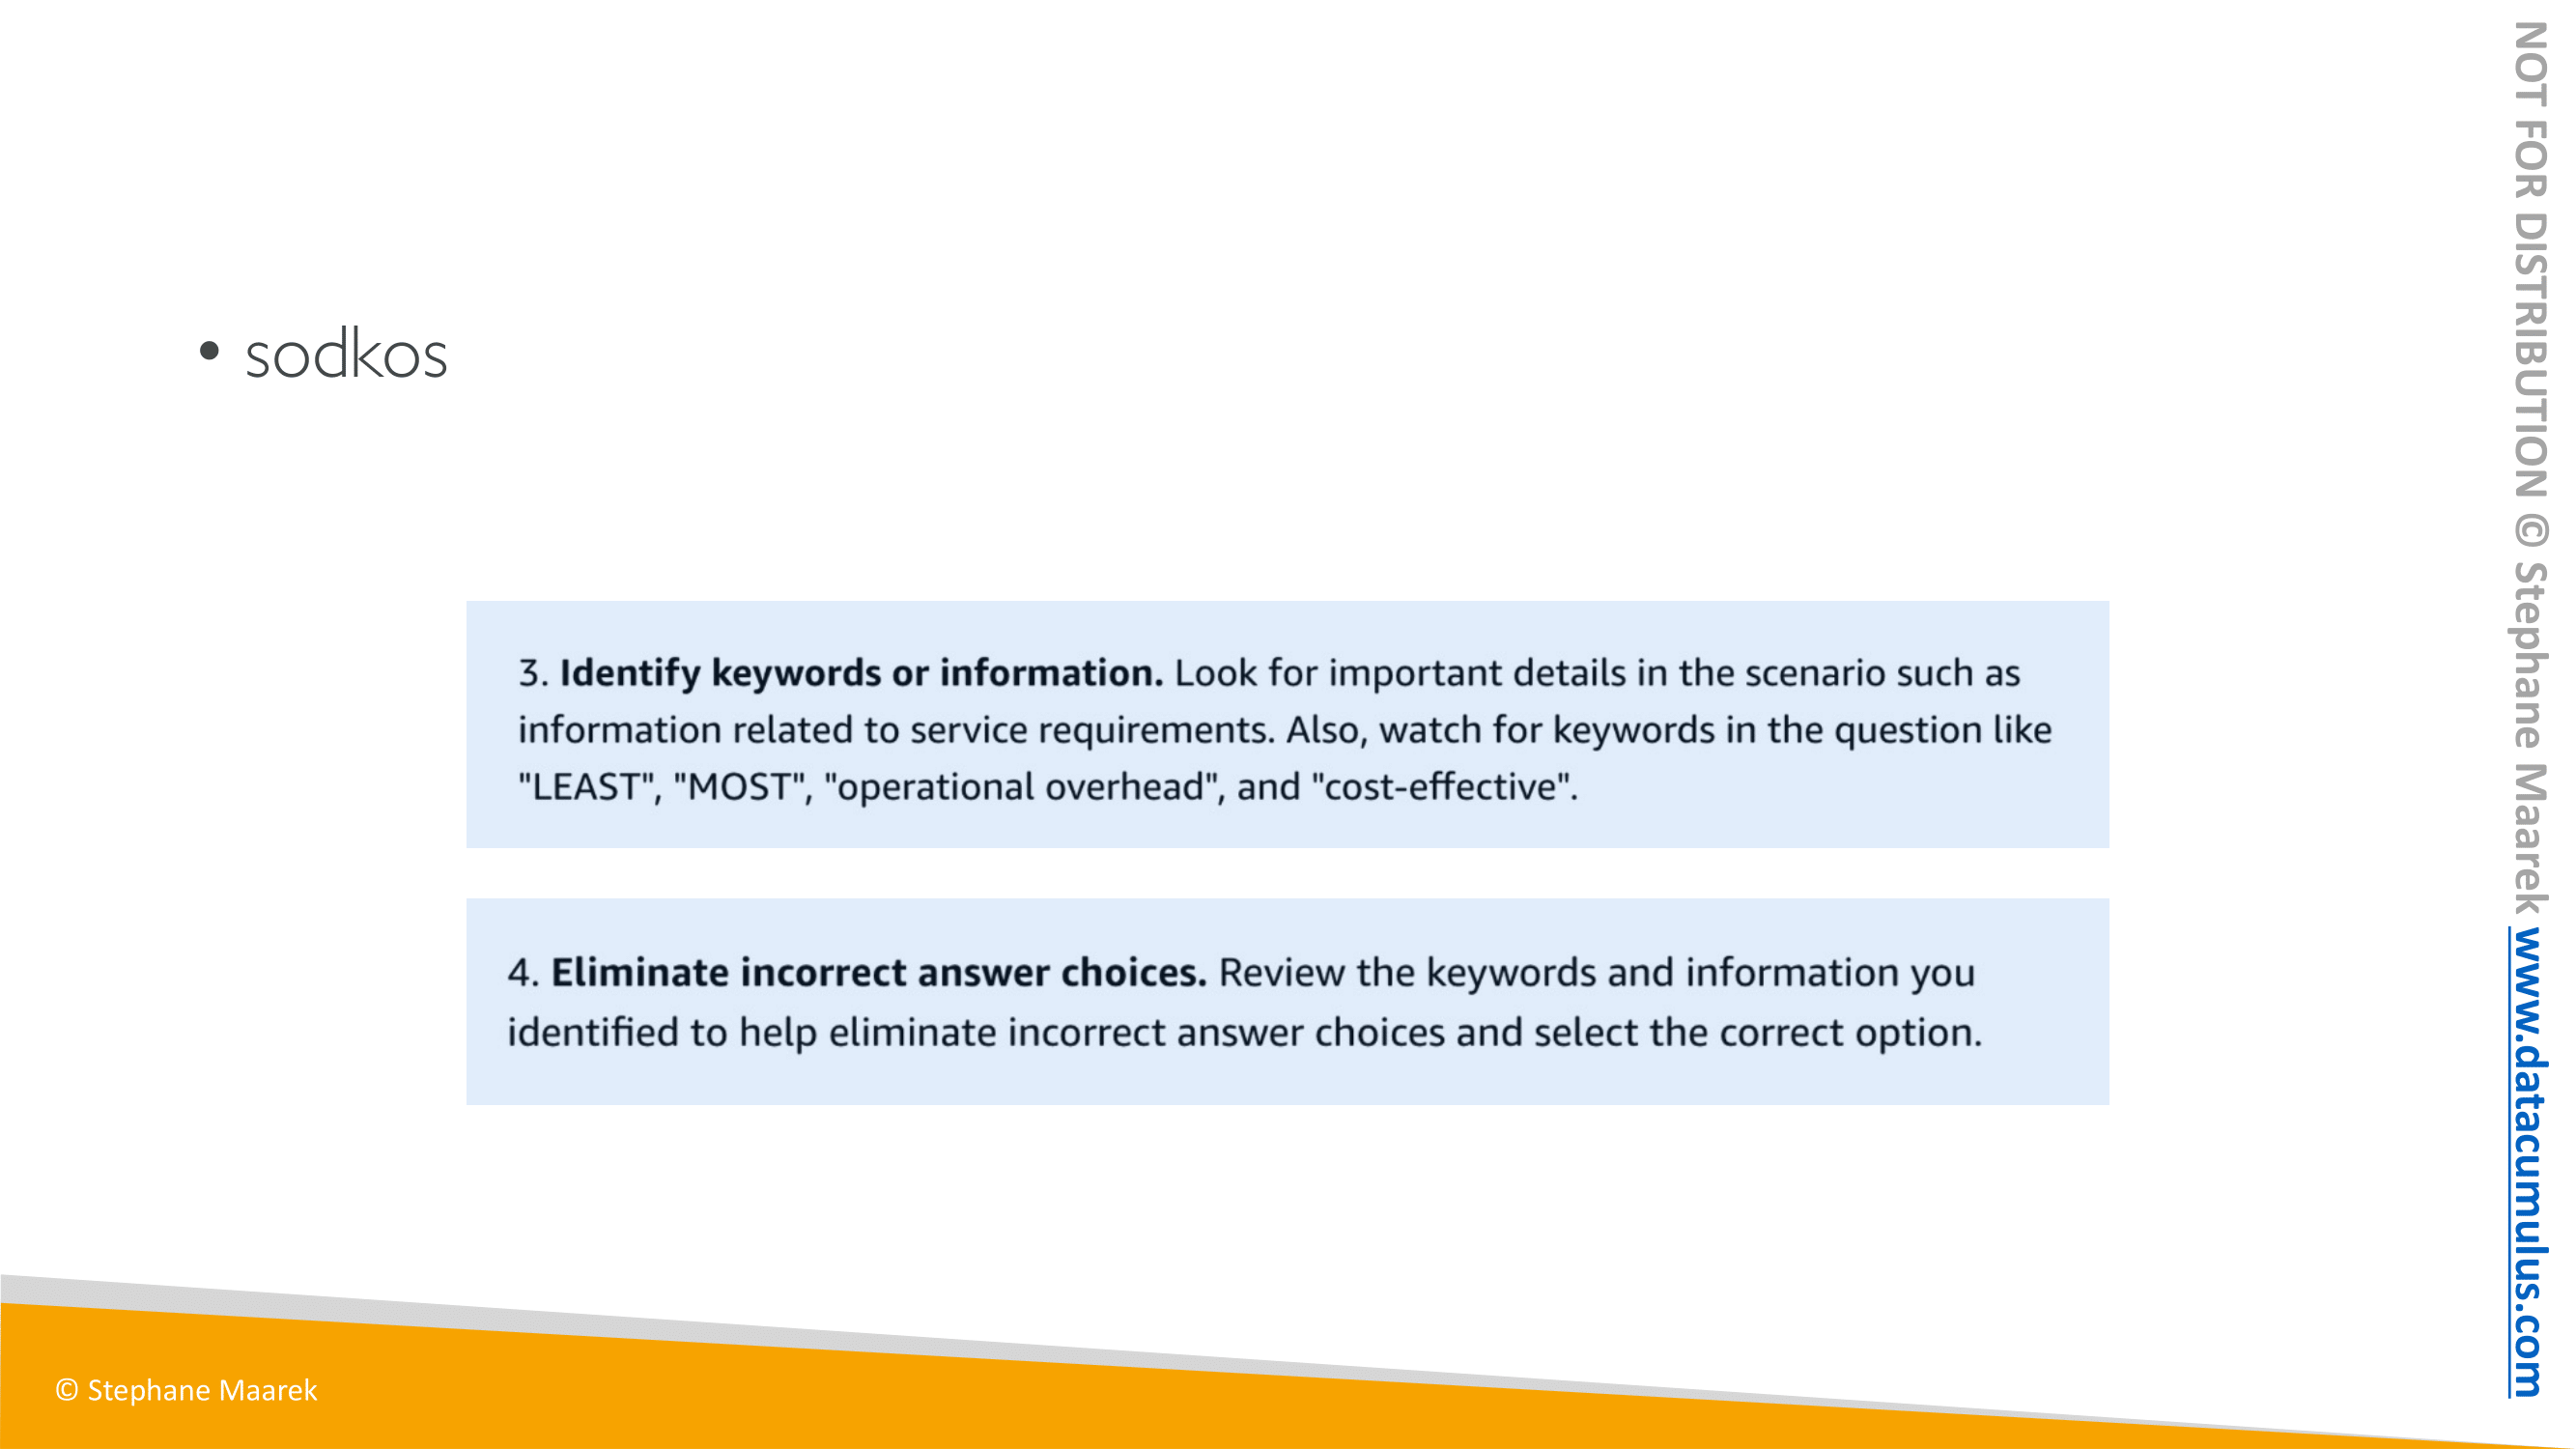 • sodkos
3. Identify keywords or information. Look for important details in the scenario such as
information related to service requirements. Also, watch for keywords in the question like
"LEAST", "MOST", "operational overhead", and "cost-effective".
4. Eliminate incorrect answer choices. Review the keywords and information you
identified to help eliminate incorrect answer choices and select the correct option.
© Stephane Maarek
NOT FOR DISTRIBUTION © Stephane Maarek www.datacumulus.com